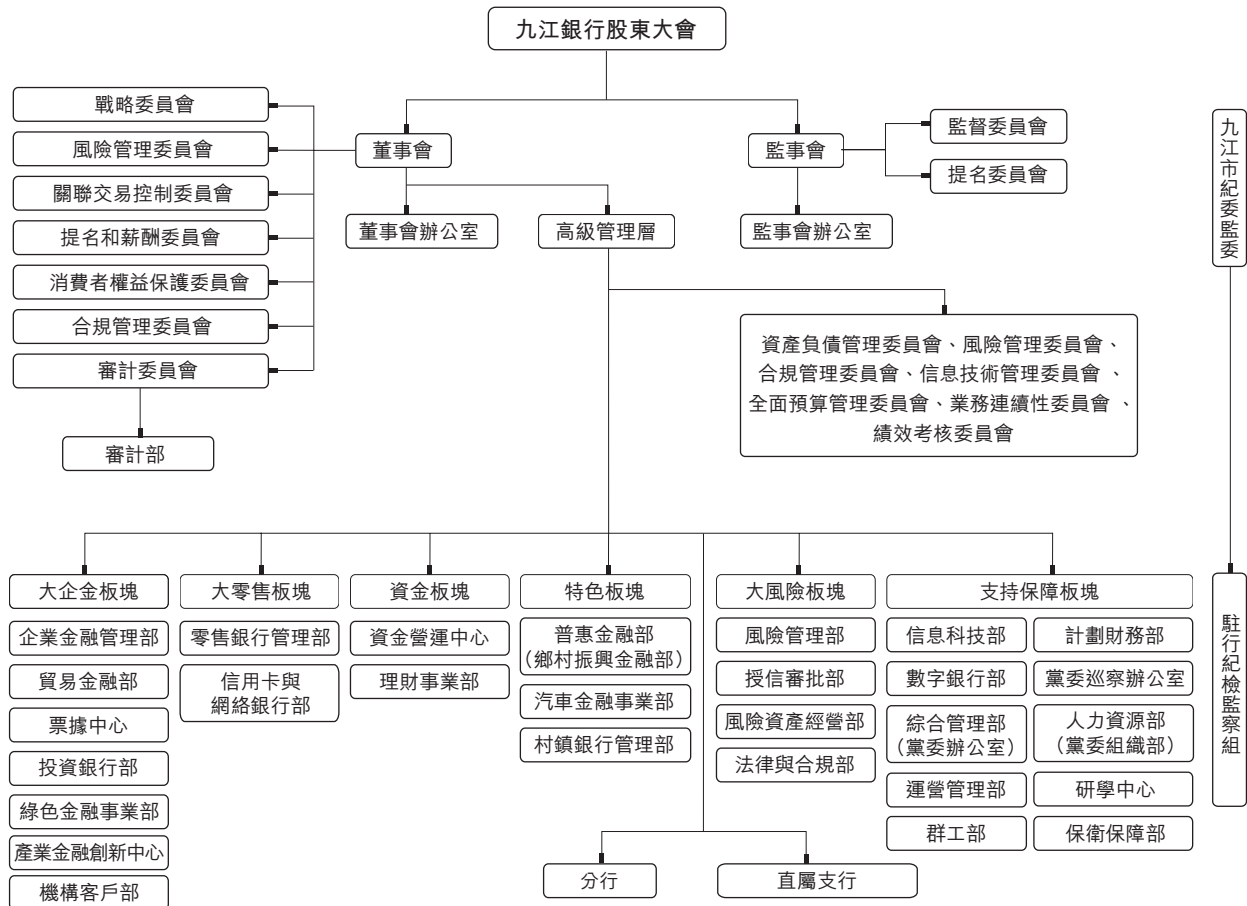 九江銀行股東大會
戰略委員會
風險管理委員會
關聯交易控制委員會
提名和薪酬委員會
消費者權益保護委員會
合規管理委員會
審計委員會
審計部
董事會
監事會
監督委員會
提名委員會
董事會辦公室
高級管理層
監事會辦公室
九江市紀委監委
資產負債管理委員會、風險管理委員會、
合規管理委員會、信息技術管理委員會 、
全面預算管理委員會、業務連續性委員會 、
績效考核委員會
大企金板塊
企業金融管理部
貿易金融部
票據中心
投資銀行部
綠色金融事業部
產業金融創新中心
機構客戶部
大零售板塊
零售銀行管理部
信用卡與
網絡銀行部
資金板塊
資金營運中心
理財事業部
特色板塊
普惠金融部
（鄉村振興金融部）
汽車金融事業部
村鎮銀行管理部
大風險板塊
風險管理部
授信審批部
風險資產經營部
法律與合規部
支持保障板塊
信息科技部
數字銀行部
綜合管理部
（黨委辦公室）
運營管理部
群工部
計劃財務部
黨委巡察辦公室
人力資源部
（黨委組織部）
研學中心
保衛保障部
駐行紀檢監察組
分行
直屬支行